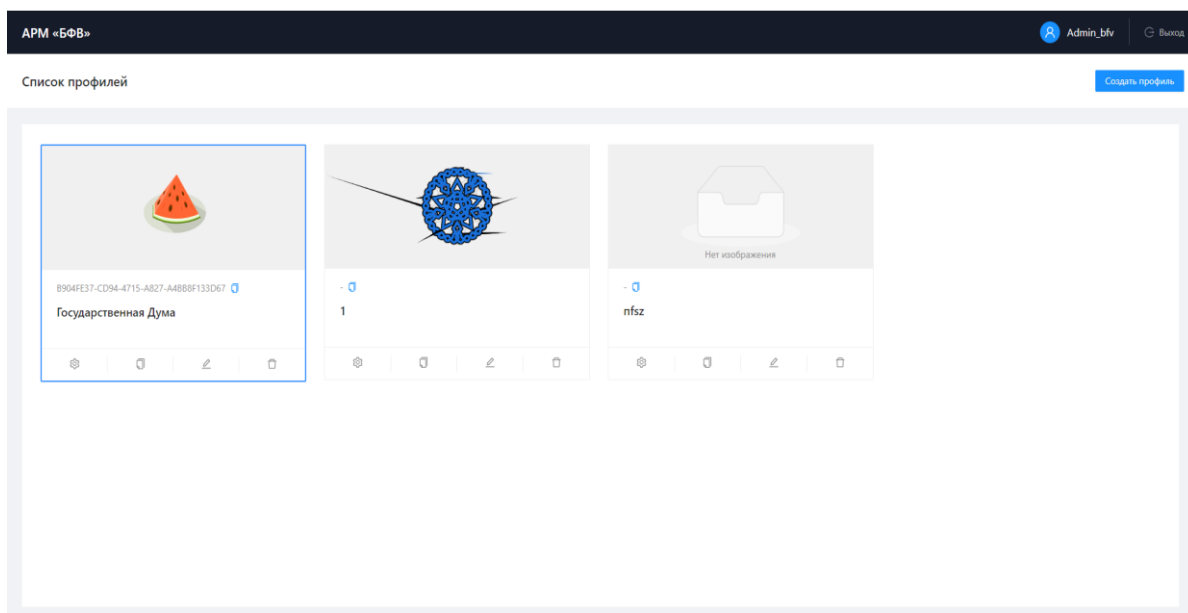 АРМ «БФВ»
Admin_bfv
Выход
Список профилей
Создать профиль
Нет изображения
B904FE37-CD94-4715-A827-A4BB8F133D67
-
-
Государственная Дума
1
nfsz